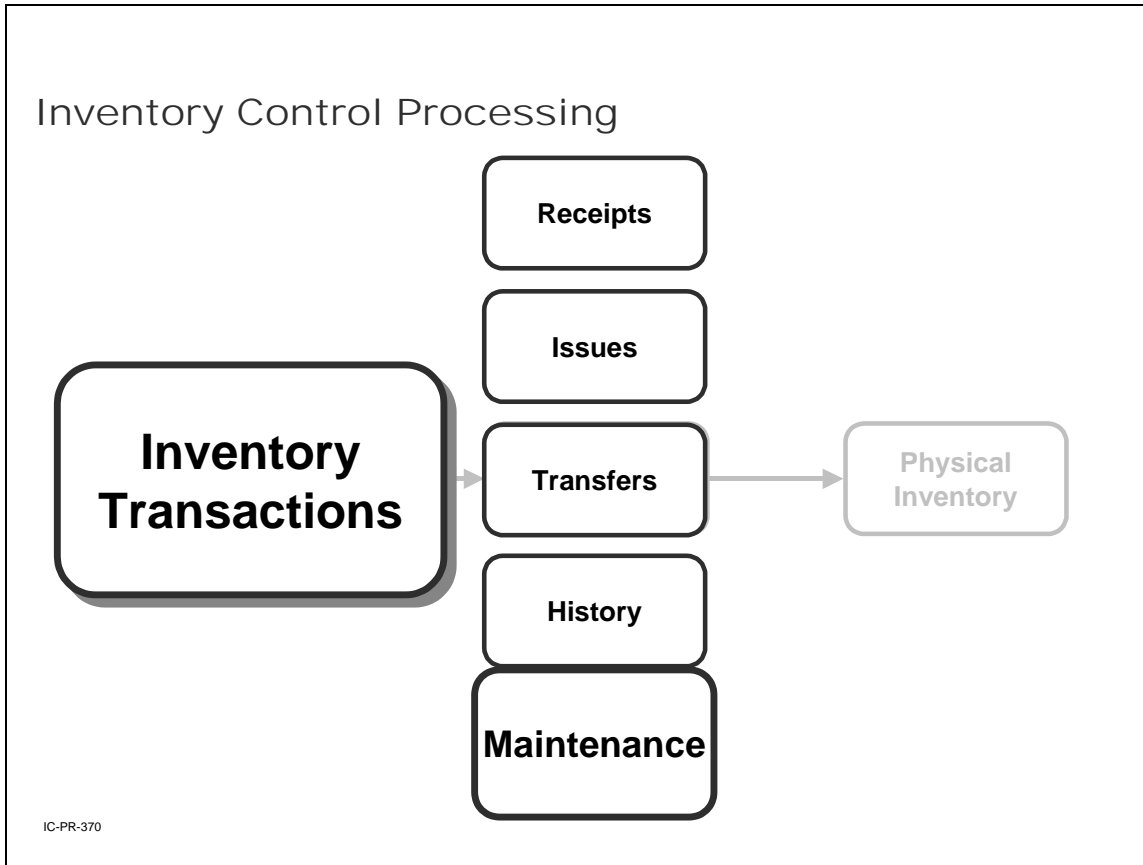 Inventory Control Processing
Receipts
Issues
Inventory
Transactions
Transfers
Physical
Inventory
History
Maintenance
IC-PR-370